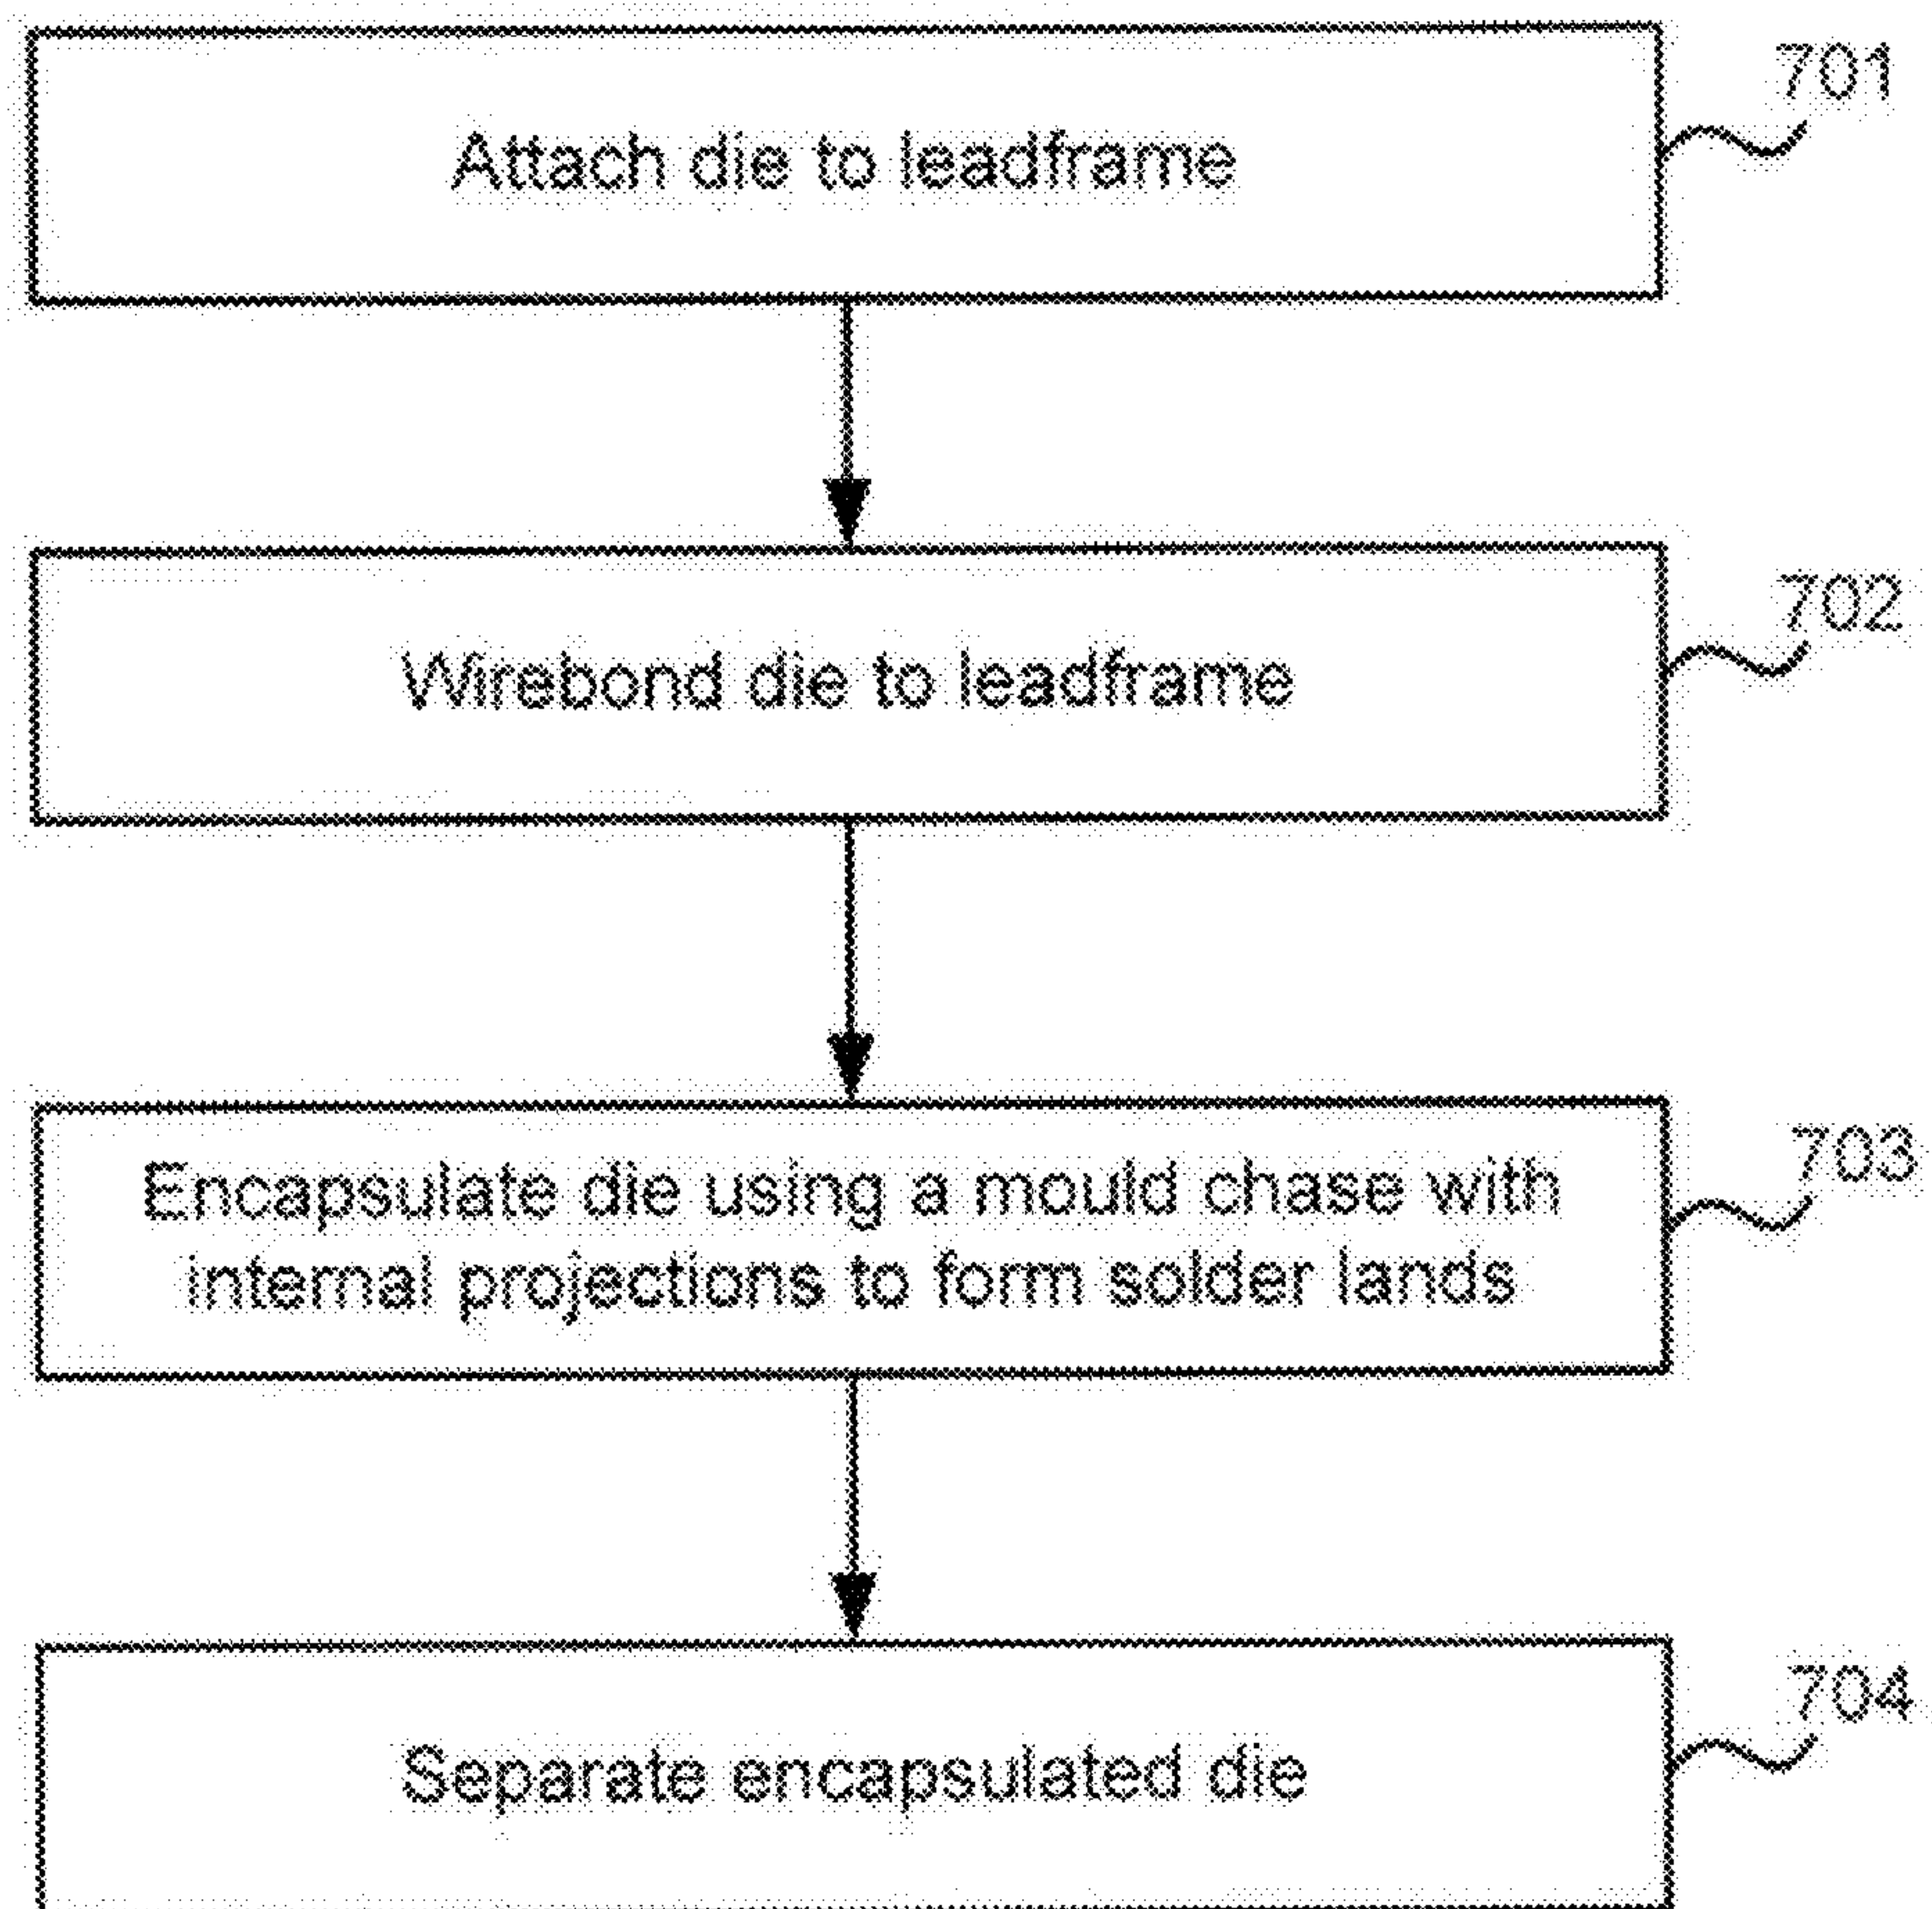 701
Attach die to leadframe
702
Wirebond die to leadframe
703
Encapsulate die using a mould chase with
internal projections to form solder lands
704
Separate encapsulated die